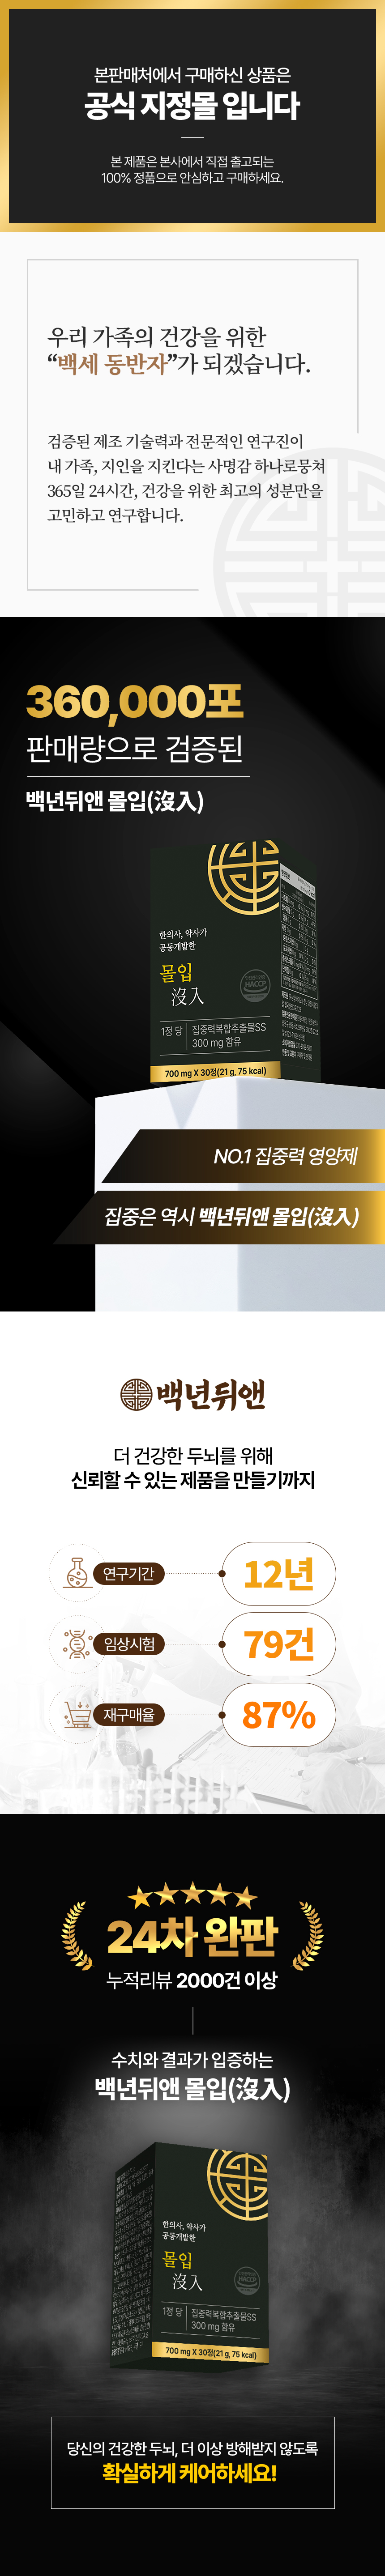 본판매처에서 구매하신 상품은
공식 지정몰 입니다
본 제품은 본사에서 직접 출고되는
100% 정품으로 안심하고 구매하세요.
우리 가족의 건강을 위한
“백세 동반자”가 되겠습니다.
검증된 제조 기술력과 전문적인 연구진이
내 가족, 지인을 지킨다는 사명감 하나로뭉쳐
365일 24시간, 건강을 위한 최고의 성분만을
고민하고 연구합니다.
360,000포
판매량으로 검증된
백년뒤앤 몰입(沒入)
한의사, 약사가
공동개발한
몰입
沒入
HACCP
1정 당 집중력복합추출물SS
300 mg 함유
700 mg X 30정(21 g, 75 kcal)
NO.1 집중력 영양제
집중은 역시 백년뒤앤 몰입(沒入)
백년뒤앤
더 건강한 두뇌를 위해
신뢰할 수 있는 제품을 만들기까지
연구기간 12년
임상시험 79건
재구매율 87%
24차 완판
누적리뷰 2000건 이상
수치와 결과가 입증하는
백년뒤앤 몰입(沒入)
한의사, 약사가
공동개발한
몰입
沒入
HACCP
1정 당 집중력복합추출물SS
300 mg 함유
700 mg X 30정(21 g, 75 kcal)
당신의 건강한 두뇌, 더 이상 방해받지 않도록
확실하게 케어하세요!